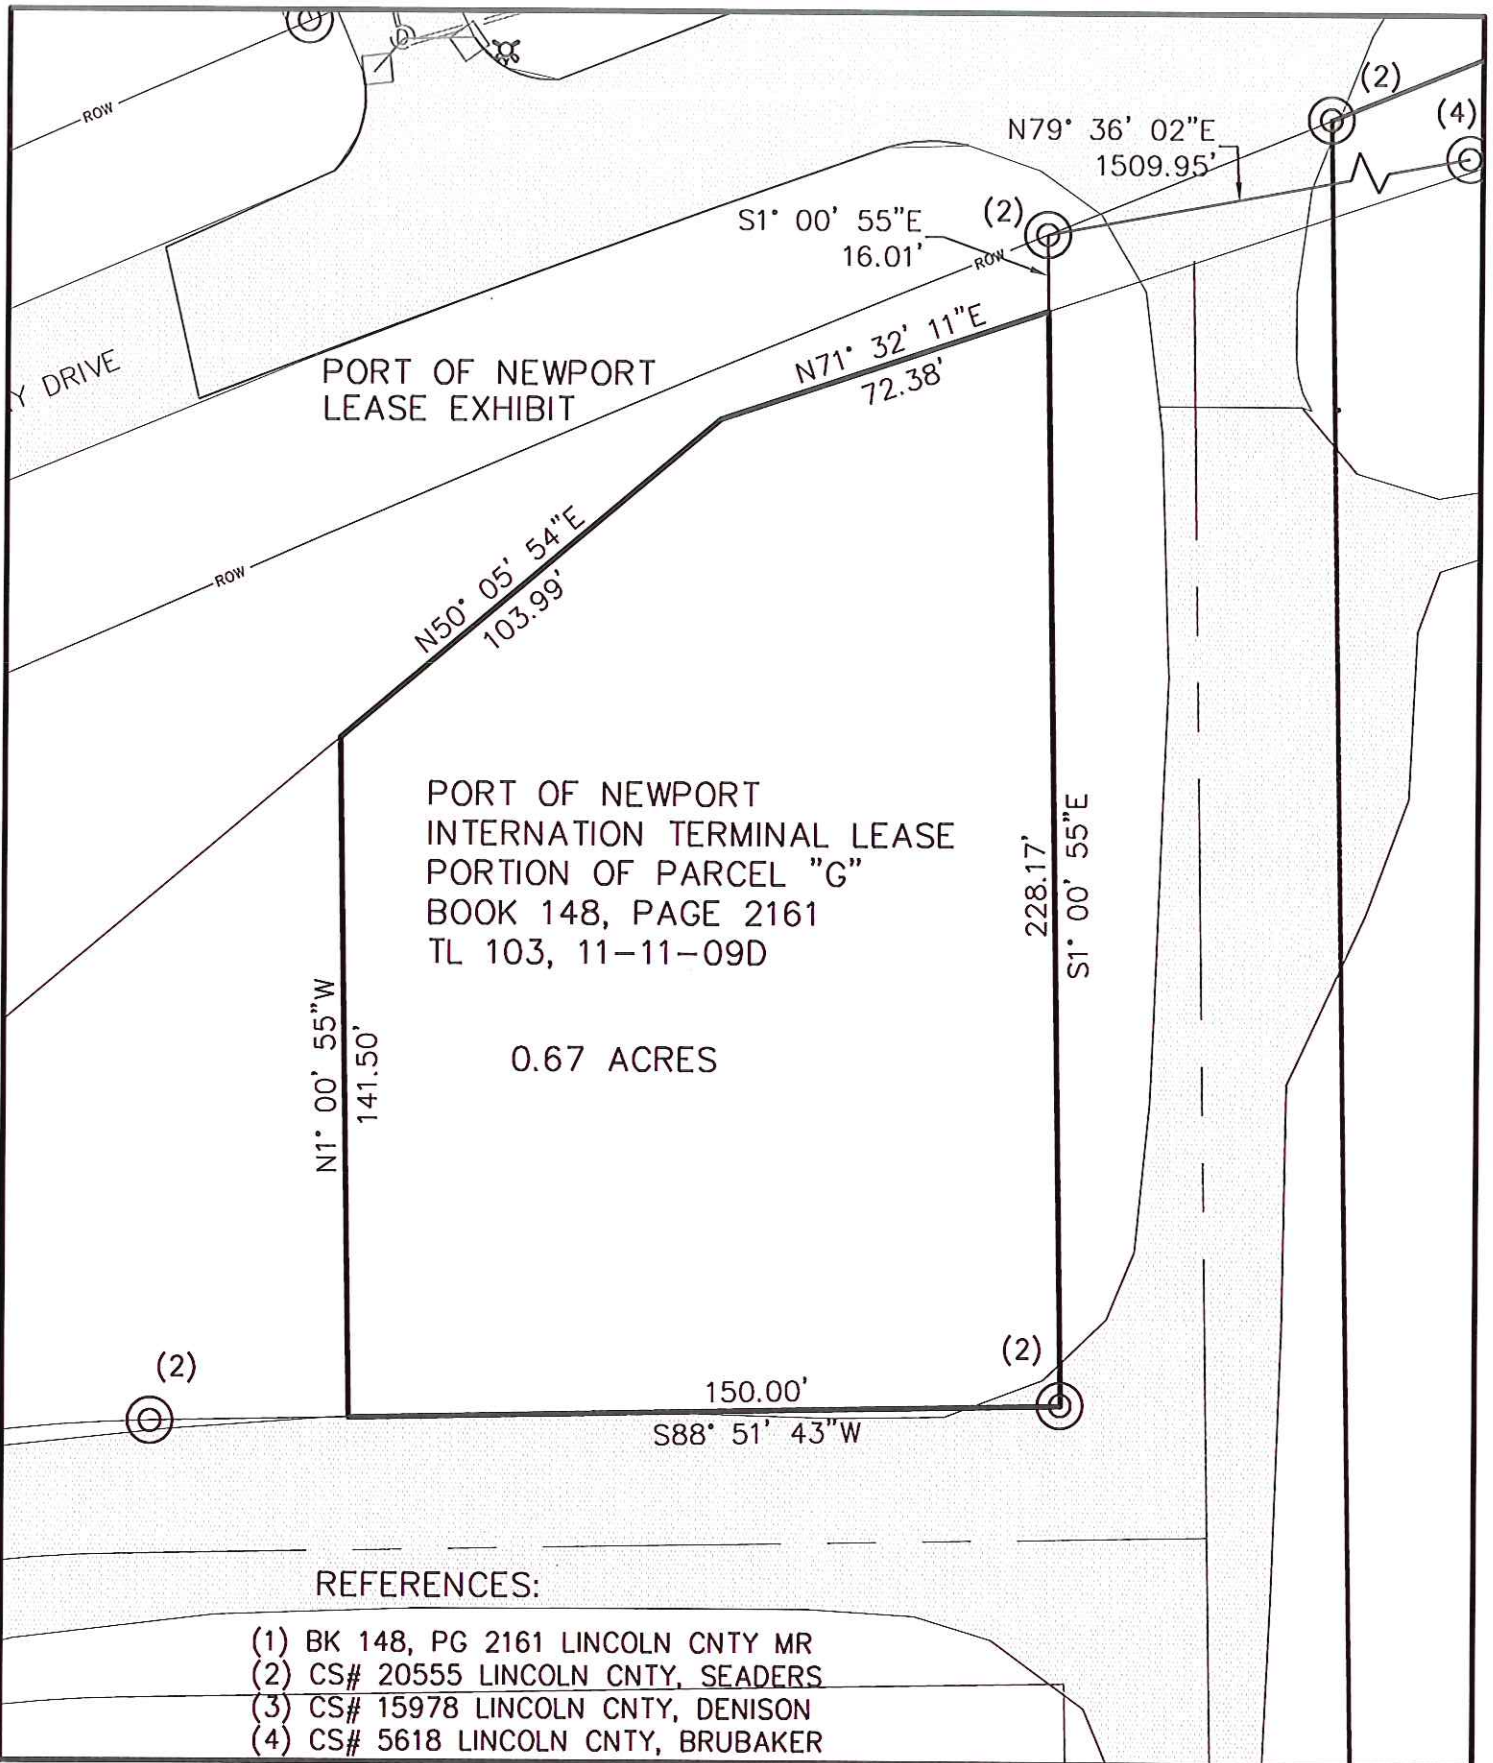 ROW
(2)
(4)
N79° 36' 02"E
1509.95'
(2)
S1° 00' 55"E
16.01'
ROW
N71° 32' 11"E
72.38'
Y DRIVE
PORT OF NEWPORT
LEASE EXHIBIT
ROW
N50° 05' 54"E
103.99'
PORT OF NEWPORT
INTERNATION TERMINAL LEASE
PORTION OF PARCEL "G"
BOOK 148, PAGE 2161
TL 103, 11-11-09D
0.67 ACRES
N1° 00' 55"W
141.50'
228.17'
S1° 00' 55"E
(2)
(2)
150.00'
S88° 51' 43"W
REFERENCES:
(1) BK 148, PG 2161 LINCOLN CNTY MR
(2) CS# 20555 LINCOLN CNTY, SEADERS
(3) CS# 15978 LINCOLN CNTY, DENISON
(4) CS# 5618 LINCOLN CNTY, BRUBAKER